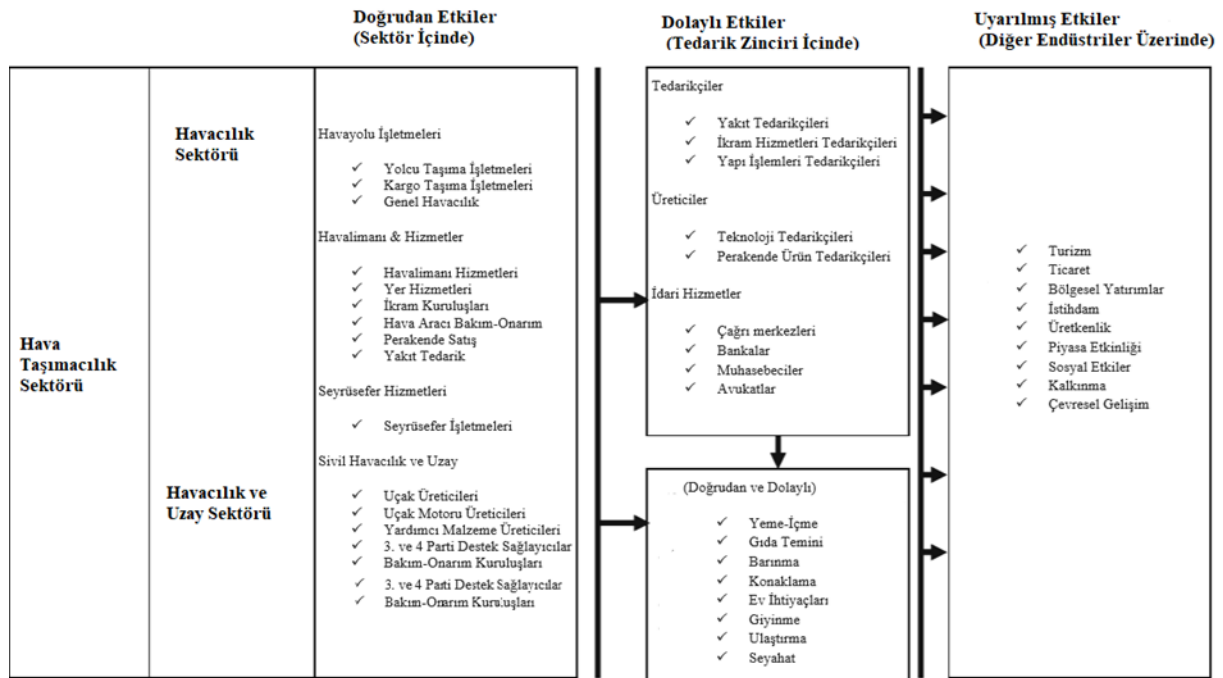 Doğrudan Etkiler
(Sektör İçinde)
Dolaylı Etkiler
(Tedarik Zinciri İçinde)
Uyarılmış Etkiler
(Diğer Endüstriler Üzerinde)
Hava
Taşımacılık
Sektörü
Havacılık
Sektörü
Havacılık ve
Uzay Sektörü
Havayolu İşletmeleri
✓ Yolcu Taşıma İşletmeleri
✓ Kargo Taşıma İşletmeleri
✓ Genel Havacılık
Havalimanı & Hizmetler
✓ Havalimanı Hizmetleri
✓ Yer Hizmetleri
✓ İkram Kuruluşları
✓ Hava Aracı Bakım-Onarım
✓ Perakende Satış
✓ Yakıt Tedarik
Seyrüsefer Hizmetleri
✓ Seyrüsefer İşletmeleri
Sivil Havacılık ve Uzay
✓ Uçak Üreticileri
✓ Uçak Motoru Üreticileri
✓ Yardımcı Malzeme Üreticileri
✓ 3. ve 4 Parti Destek Sağlayıcılar
✓ Bakım-Onarım Kuruluşları
✓ 3. ve 4 Parti Destek Sağlayıcılar
✓ Bakım-Onarım Kuruluşları
Tedarikçiler
✓ Yakıt Tedarikçileri
✓ İkram Hizmetleri Tedarikçileri
✓ Yapı İşlemleri Tedarikçileri
Üreticiler
✓ Teknoloji Tedarikçileri
✓ Perakende Ürün Tedarikçileri
İdari Hizmetler
✓ Çağrı merkezleri
✓ Bankalar
✓ Muhasebeciler
✓ Avukatlar
(Doğrudan ve Dolaylı)
✓ Yeme-İçme
✓ Gıda Temini
✓ Barınma
✓ Konaklama
✓ Ev İhtiyaçları
✓ Giyinme
✓ Ulaştırma
✓ Seyahat
✓ Turizm
✓ Ticaret
✓ Bölgesel Yatırımlar
✓ İstihdam
✓ Üretkenlik
✓ Piyasa Etkinliği
✓ Sosyal Etkiler
✓ Kalkınma
✓ Çevresel Gelişim